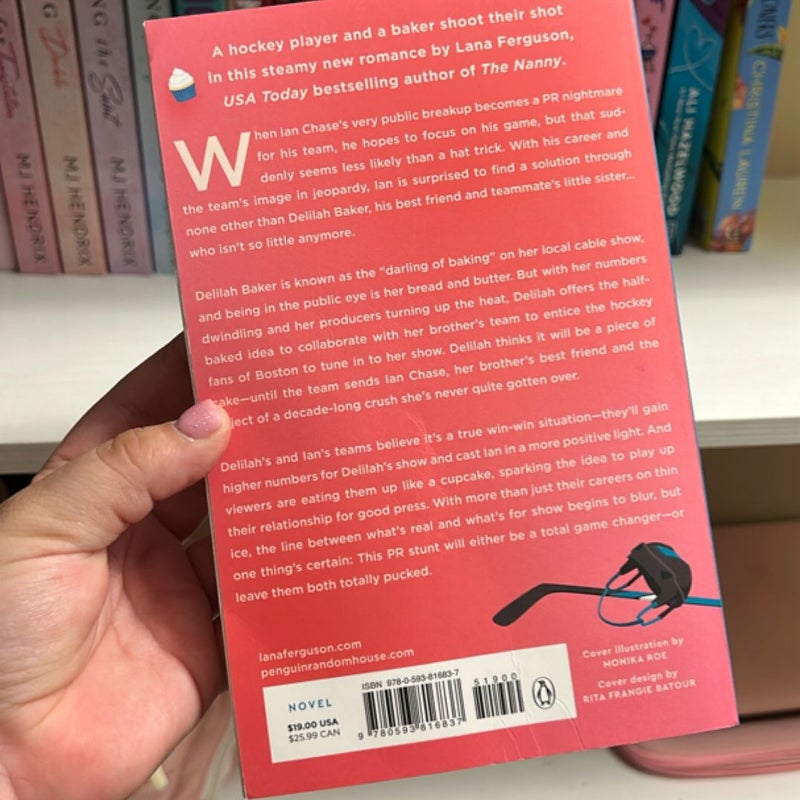 A hockey player and a baker shoot their shot
in this steamy new romance by Lana Ferguson,
USA Today bestselling author of The Nanny.
When Ian Chase's very public breakup becomes a PR nightmare
for his team, he hopes to focus on his game, but that sud-
denly seems less likely than a hat trick. With his career and
the team's image in jeopardy, Ian is surprised to find a solution through
none other than Delilah Baker, his best friend and teammate's little sister...
who isn't so little anymore.
Delilah Baker is known as the "darling of baking" on her local cable show,
and being in the public eye is her bread and butter. But with her numbers
dwindling and her producers turning up the heat, Delilah offers the half-
baked idea to collaborate with her brother's team to entice the hockey
fans of Boston to tune in to her show. Delilah thinks it will be a piece of
cake—until the team sends Ian Chase, her brother's best friend and the
ject of a decade-long crush she's never quite gotten over.
Delilah's and Ian's teams believe it's a true win-win situation—they'll gain
higher numbers for Delilah's show and cast Ian in a more positive light. And
viewers are eating them up like a cupcake, sparking the idea to play up
their relationship for good press. With more than just their careers on thin
ice, the line between what's real and what's for show begins to blur, but
one thing's certain: This PR stunt will either be a total game changer—or
leave them both totally pucked.
lanaferguson.com
penguinrandomhouse.com
Cover illustration by
MONIKA ROE
Cover design by
RITA FRANGIE BATOUR
NOVEL
$19.00 USA
$25.99 CAN
ISBN 978-0-593-81683-7
51900
9 780593 816837
MJ HENDRIX
MJ HENDRIX
MJ HENDRIX
the Saint
ALI HAZELWOOD
CHRISTINA LAUREN